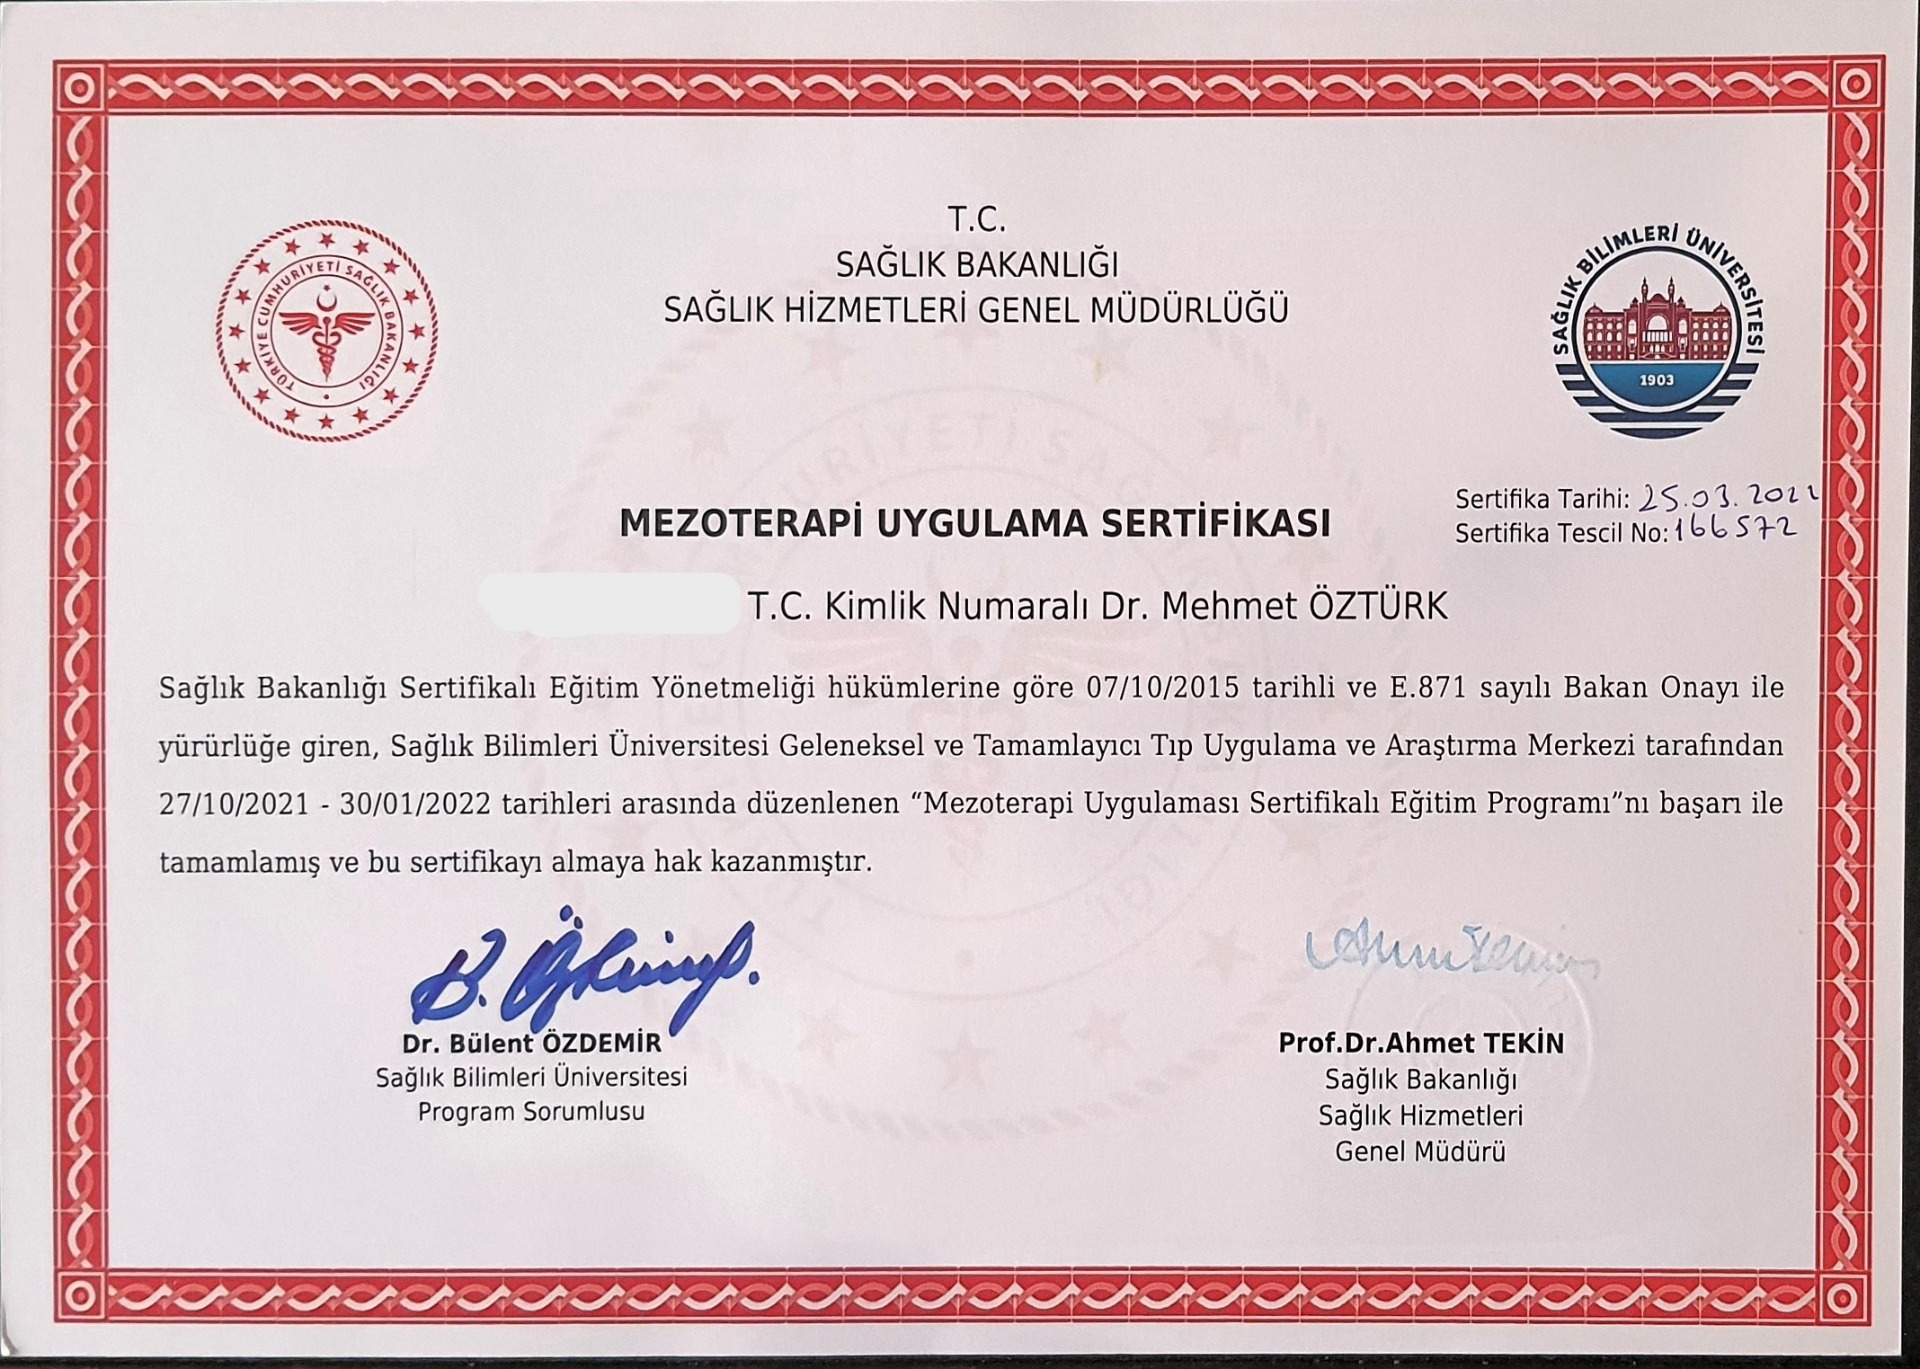 T.C.
SAĞLIK BAKANLIĞI
SAĞLIK HİZMETLERİ GENEL MÜDÜRLÜĞÜ
TÜRKİYE CUMHURİYETİ SAĞLIK BAKANLIĞI
SAĞLIK BİLİMLERİ ÜNİVERSİTESİ
1903
Sertifika Tarihi: 25.03.2022
Sertifika Tescil No: 166572
MEZOTERAPİ UYGULAMA SERTİFİKASI
T.C. Kimlik Numaralı Dr. Mehmet ÖZTÜRK
Sağlık Bakanlığı Sertifikalı Eğitim Yönetmeliği hükümlerine göre 07/10/2015 tarihli ve E.871 sayılı Bakan Onayı ile
yürürlüğe giren, Sağlık Bilimleri Üniversitesi Geleneksel ve Tamamlayıcı Tıp Uygulama ve Araştırma Merkezi tarafından
27/10/2021 - 30/01/2022 tarihleri arasında düzenlenen “Mezoterapi Uygulaması Sertifikalı Eğitim Programı”nı başarı ile
tamamlamış ve bu sertifikayı almaya hak kazanmıştır.
Dr. Bülent ÖZDEMİR
Sağlık Bilimleri Üniversitesi
Program Sorumlusu
Prof.Dr.Ahmet TEKİN
Sağlık Bakanlığı
Sağlık Hizmetleri
Genel Müdürü